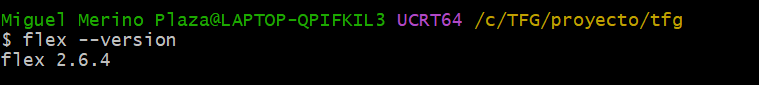 Miguel Merino Plaza@LAPTOP-QPIFKIL3 UCRT64 /c/TFG/proyecto/tfg
$ flex --version
flex 2.6.4